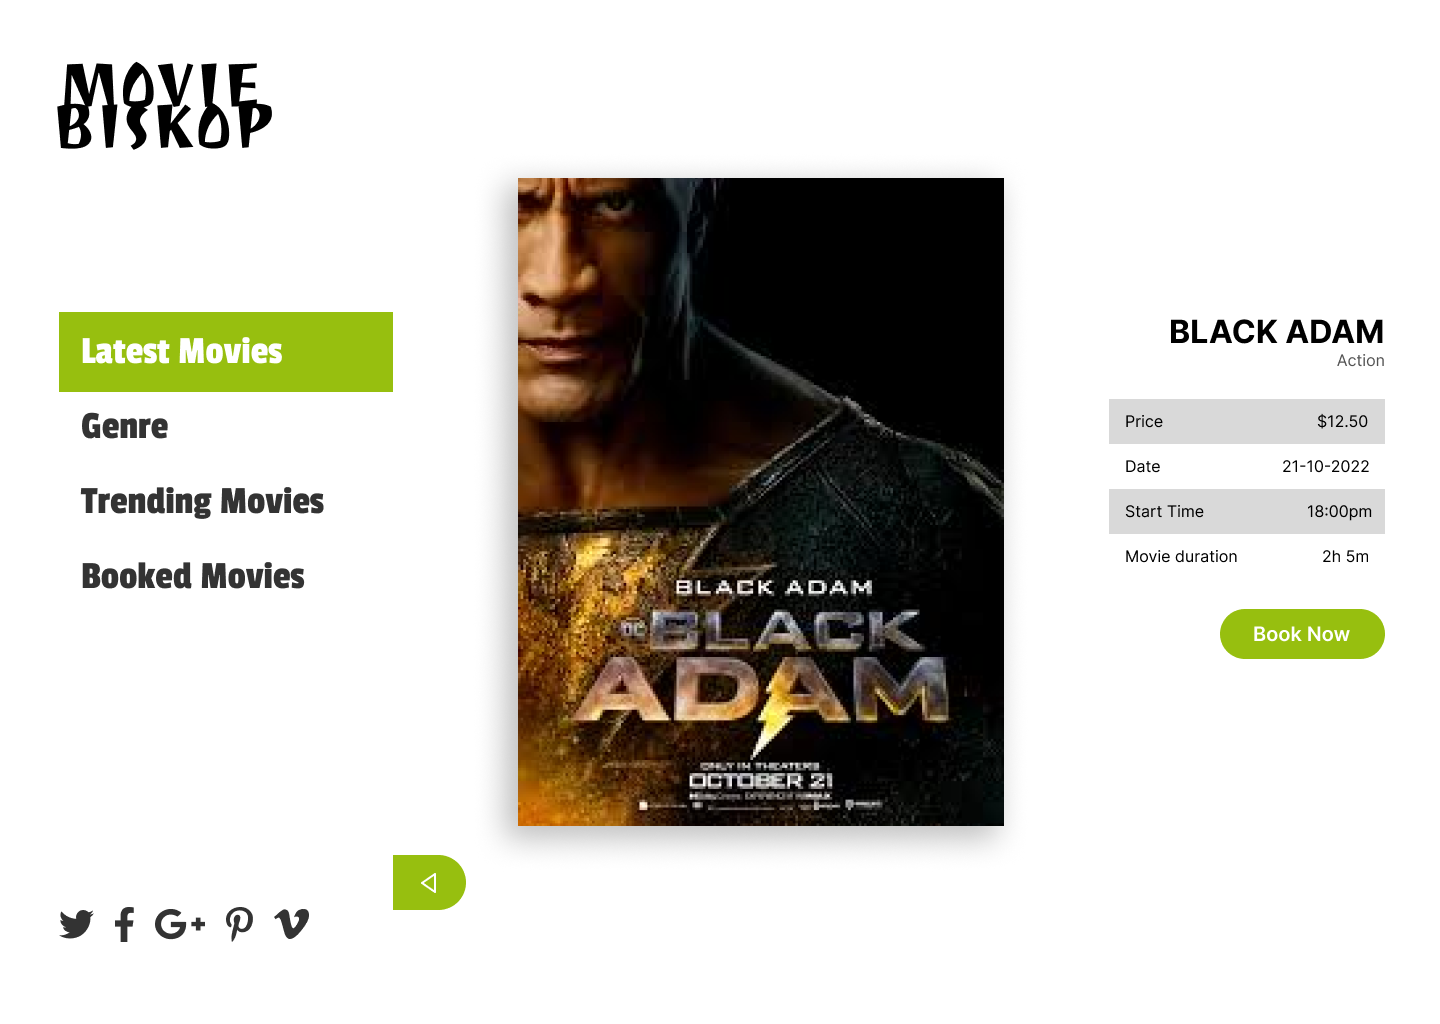 MOVIE
BISKOP
Latest Movies
Genre
Trending Movies
Booked Movies
BLACK ADAM
DC BLACK
ADAM
ONLY IN THEATERS
OCTOBER 21
BLACK ADAM
Action
Price $12.50
Date 21-10-2022
Start Time 18:00pm
Movie duration 2h 5m
Book Now